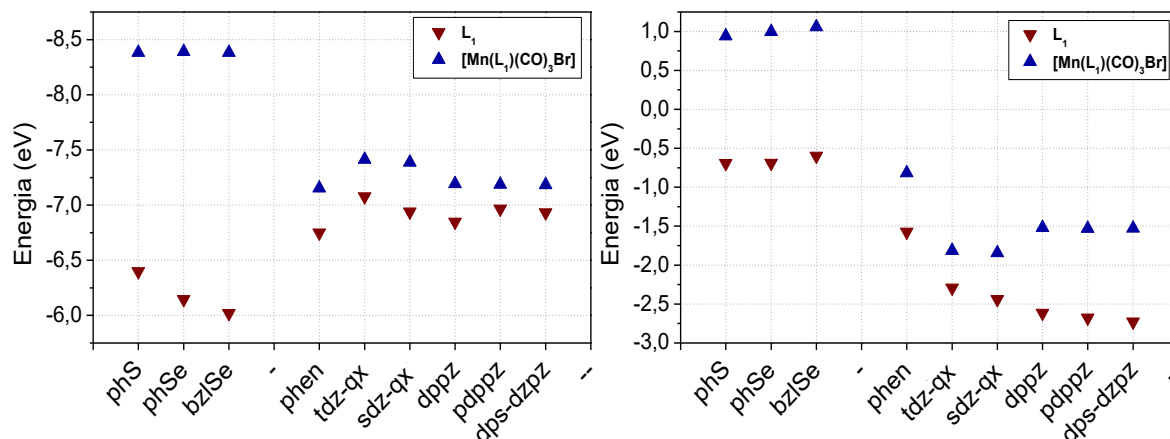 Energia (eV)
-8,5
-8,0
-7,5
-7,0
-6,5
-6,0
L1
[Mn(L1)(CO)3Br]
phS
phSe
bzlSe
-
phen
tdz-qx
sdz-qx
dppz
pdppz
dps-dzpz
--
Energia (eV)
1,0
0,5
0,0
-0,5
-1,0
-1,5
-2,0
-2,5
-3,0
L1
[Mn(L1)(CO)3Br]
phS
phSe
bzlSe
-
phen
tdz-qx
sdz-qx
dppz
pdppz
dps-dzpz
-